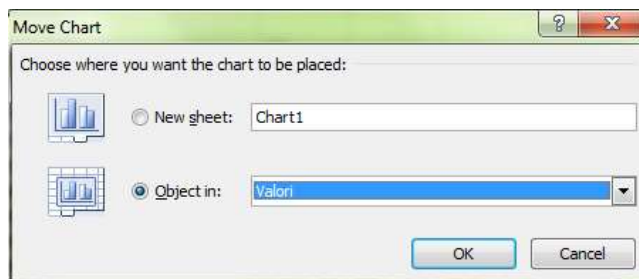 Move Chart
Choose where you want the chart to be placed:
New sheet: Chart1
Object in: Valori
OK Cancel